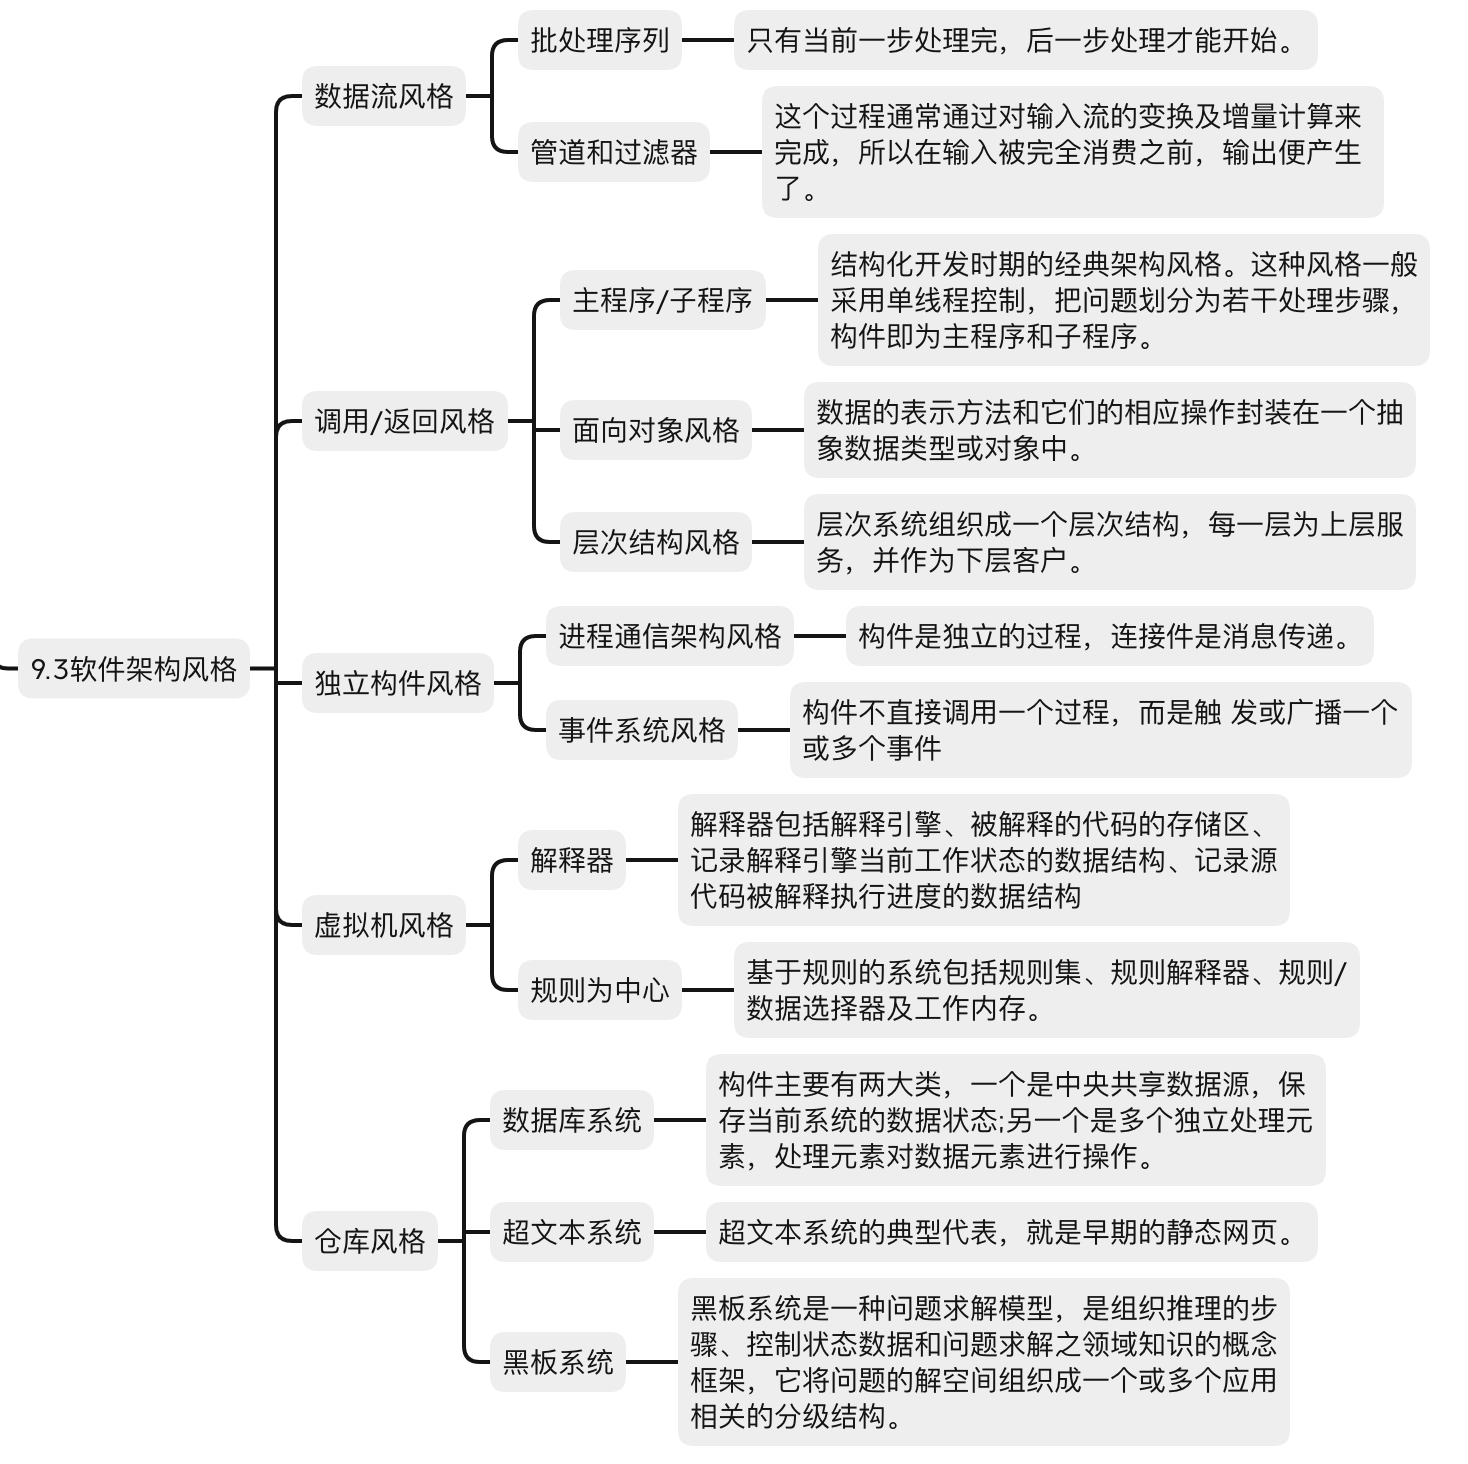 9.3软件架构风格
数据流风格
批处理序列
只有当前一步处理完，后一步处理才能开始。
管道和过滤器
这个过程通常通过对输入流的变换及增量计算来
完成，所以在输入被完全消费之前，输出便产生
了。
调用/返回风格
主程序/子程序
结构化开发时期的经典架构风格。这种风格一般
采用单线程控制，把问题划分为若干处理步骤，
构件即为主程序和子程序。
面向对象风格
数据的表示方法和它们的相应操作封装在一个抽
象数据类型或对象中。
层次结构风格
层次系统组织成一个层次结构，每一层为上层服
务，并作为下层客户。
独立构件风格
进程通信架构风格
构件是独立的过程，连接件是消息传递。
事件系统风格
构件不直接调用一个过程，而是触 发或广播一个
或多个事件
虚拟机风格
解释器
解释器包括解释引擎、被解释的代码的存储区、
记录解释引擎当前工作状态的数据结构、记录源
代码被解释执行进度的数据结构
规则为中心
基于规则的系统包括规则集、规则解释器、规则/
数据选择器及工作内存。
仓库风格
数据库系统
构件主要有两大类，一个是中央共享数据源，保
存当前系统的数据状态;另一个是多个独立处理元
素，处理元素对数据元素进行操作。
超文本系统
超文本系统的典型代表，就是早期的静态网页。
黑板系统
黑板系统是一种问题求解模型，是组织推理的步
骤、控制状态数据和问题求解之领域知识的概念
框架，它将问题的解空间组织成一个或多个应用
相关的分级结构。